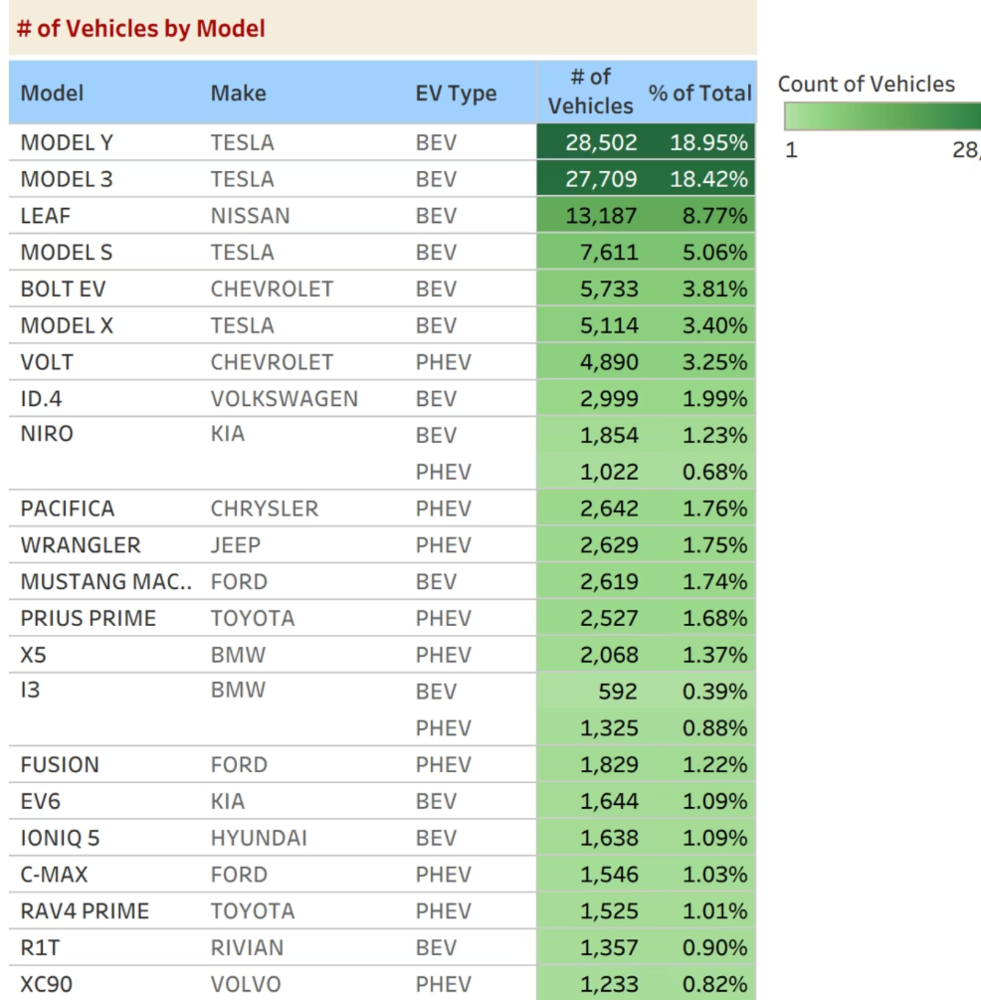 # of Vehicles by Model
Model Make EV Type # of Vehicles % of Total
MODEL Y TESLA BEV 28,502 18.95%
MODEL 3 TESLA BEV 27,709 18.42%
LEAF NISSAN BEV 13,187 8.77%
MODEL S TESLA BEV 7,611 5.06%
BOLT EV CHEVROLET BEV 5,733 3.81%
MODEL X TESLA BEV 5,114 3.40%
VOLT CHEVROLET PHEV 4,890 3.25%
ID.4 VOLKSWAGEN BEV 2,999 1.99%
NIRO KIA BEV 1,854 1.23%
PHEV 1,022 0.68%
PACIFICA CHRYSLER PHEV 2,642 1.76%
WRANGLER JEEP PHEV 2,629 1.75%
MUSTANG MAC.. FORD BEV 2,619 1.74%
PRIUS PRIME TOYOTA PHEV 2,527 1.68%
X5 BMW PHEV 2,068 1.37%
I3 BMW BEV 592 0.39%
PHEV 1,325 0.88%
FUSION FORD PHEV 1,829 1.22%
EV6 KIA BEV 1,644 1.09%
IONIQ 5 HYUNDAI BEV 1,638 1.09%
C-MAX FORD PHEV 1,546 1.03%
RAV4 PRIME TOYOTA PHEV 1,525 1.01%
R1T RIVIAN BEV 1,357 0.90%
XC90 VOLVO PHEV 1,233 0.82%
Count of Vehicles
1 28,